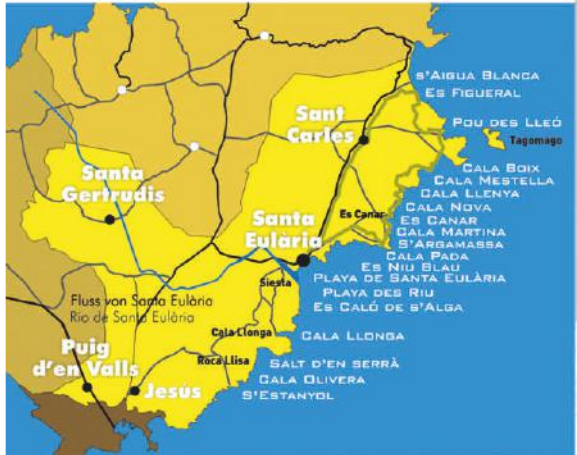 s'Aigua Blanca
Es Figueral
Pou des Lleó
Tagomago
Sant
Carles
Cala Boix
Cala Mestella
Cala Llenya
Cala Nova
Es Canar
Cala Martina
S'Argamassa
Cala Pada
Es Niu Blau
Playa de Santa Eulària
Playa des Riu
Es Caló de s'Alga
Santa
Gertrudis
Es Canar
Santa
Eulària
Siesta
Fluss von Santa Eulària
Río de Santa Eulària
Cala Llonga
Cala Llonga
Roca Llisa
Salt d'en Serrà
Cala Olivera
S'Estanyol
Puig
d'en Valls
Jesús